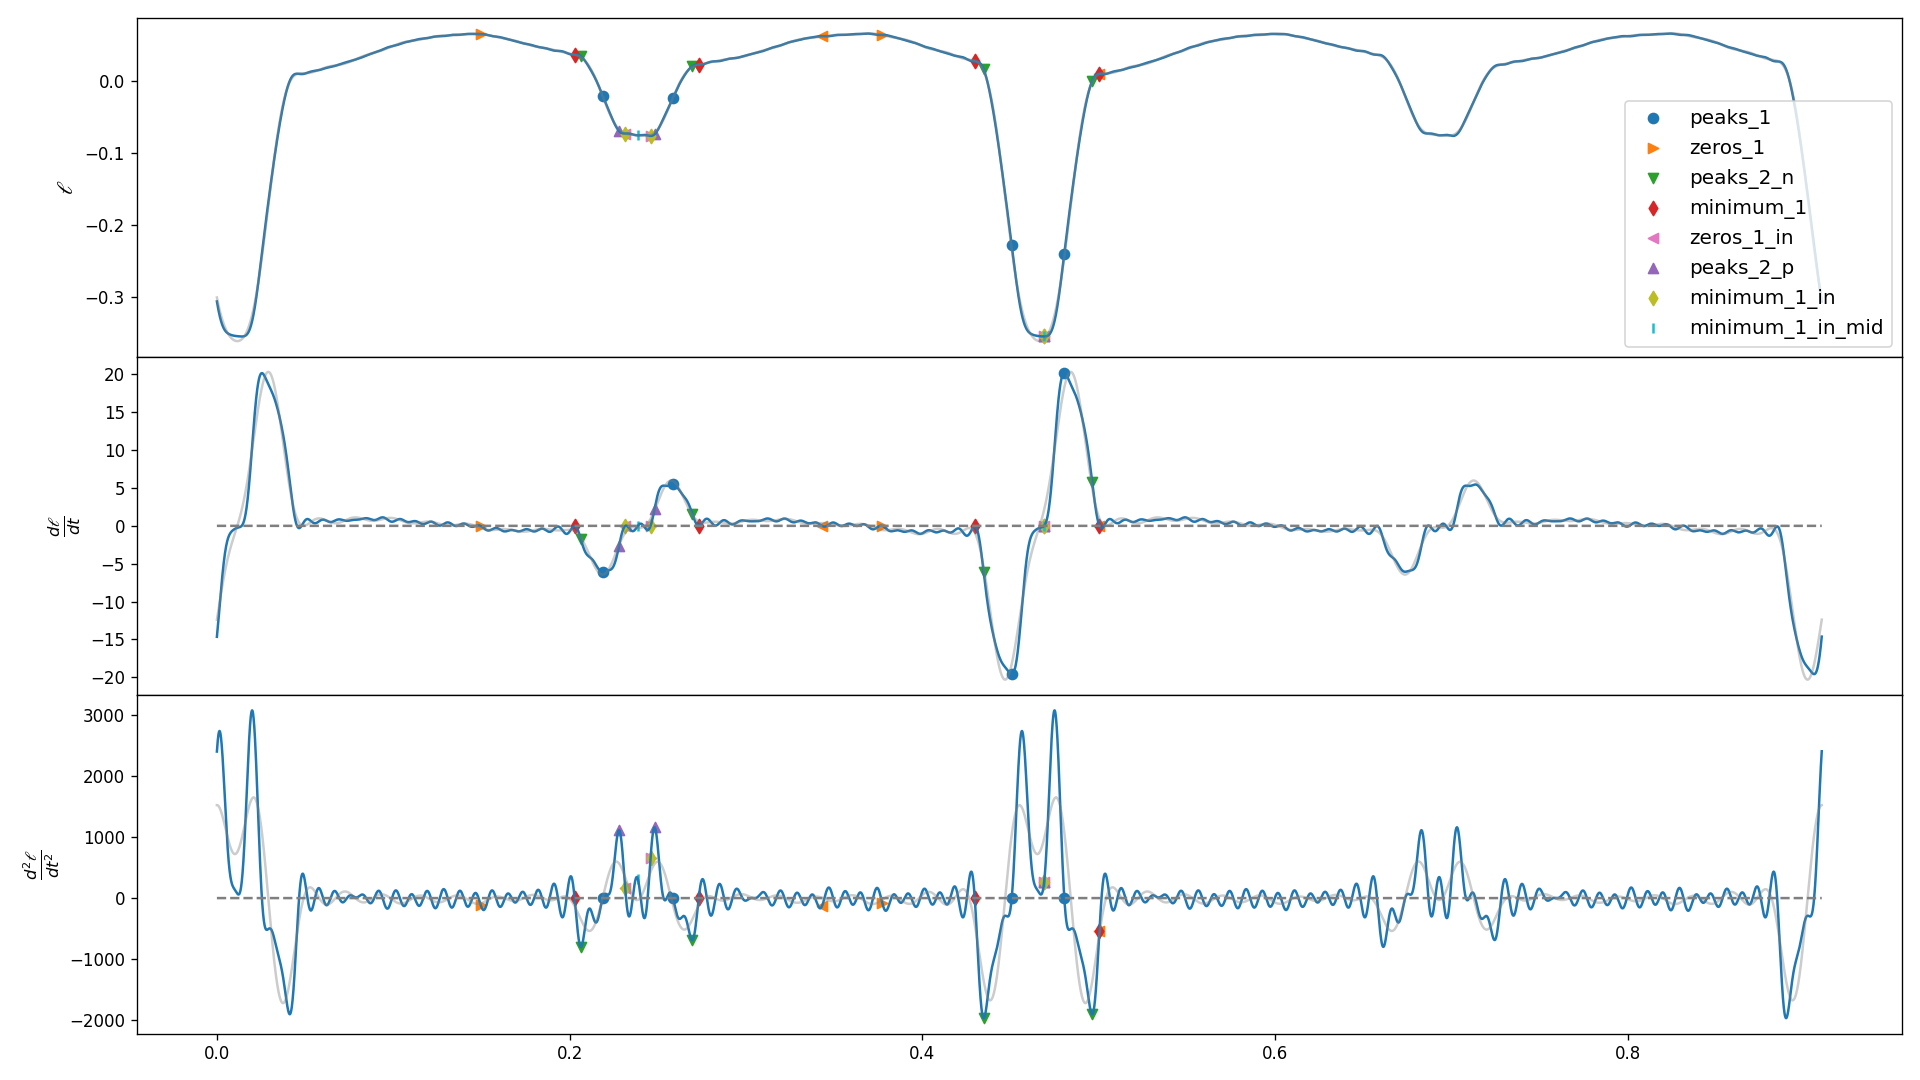 0.0
−0.1
−0.2
−0.3
ℓ
peaks_1
zeros_1
peaks_2_n
minimum_1
zeros_1_in
peaks_2_p
minimum_1_in
minimum_1_in_mid
20
15
10
5
0
−5
−10
−15
−20
dℓ
dt
3000
2000
1000
0
−1000
−2000
d²ℓ
dt²
0.0 0.2 0.4 0.6 0.8